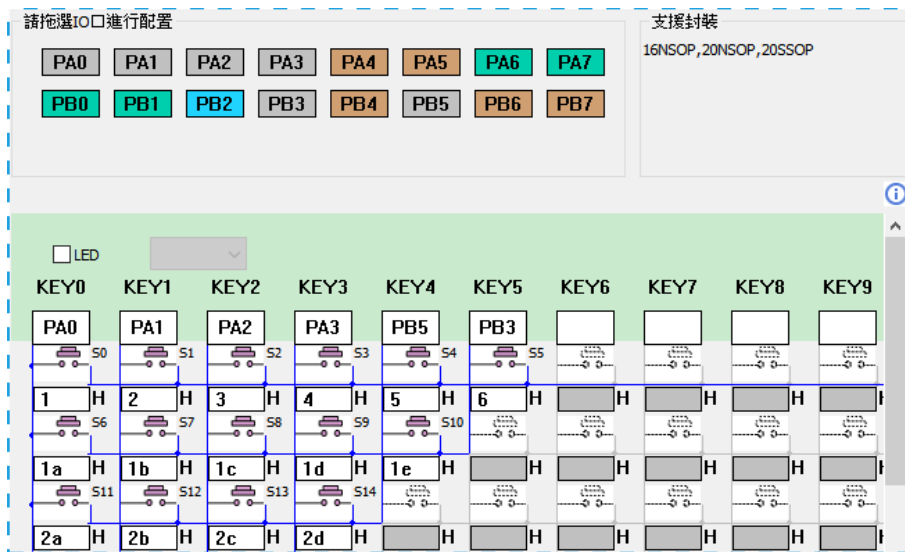 請拖選IO口進行配置
支援封裝
PA0 PA1 PA2 PA3 PA4 PA5 PA6 PA7
16NSOP,20NSOP,20SSOP
PB0 PB1 PB2 PB3 PB4 PB5 PB6 PB7
LED
KEY0 KEY1 KEY2 KEY3 KEY4 KEY5 KEY6 KEY7 KEY8 KEY9
PA0 PA1 PA2 PA3 PB5 PB3
S0 S1 S2 S3 S4 S5
1 H 2 H 3 H 4 H 5 H 6 H H H H H
S6 S7 S8 S9 S10
1a H 1b H 1c H 1d H 1e H H H H H H
S11 S12 S13 S14
2a H 2b H 2c H 2d H H H H H H H